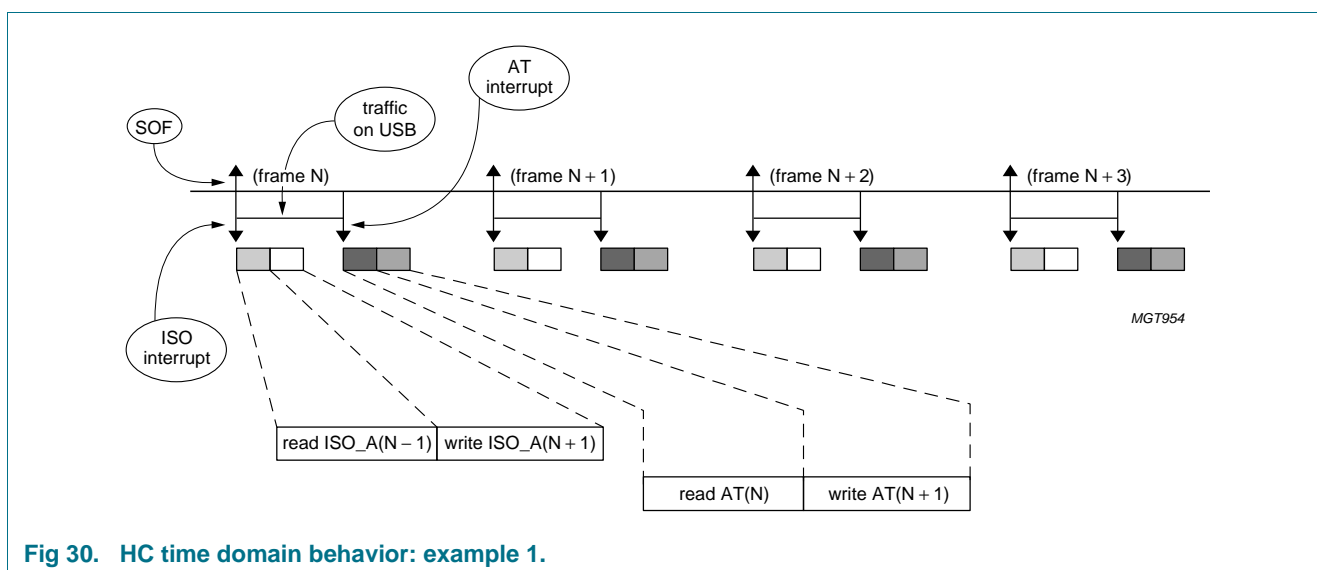 AT
interrupt
traffic
on USB
SOF
(frame N)
(frame N + 1)
(frame N + 2)
(frame N + 3)
MGT954
ISO
interrupt
read ISO_A(N − 1)
write ISO_A(N + 1)
read AT(N)
write AT(N + 1)
Fig 30. HC time domain behavior: example 1.